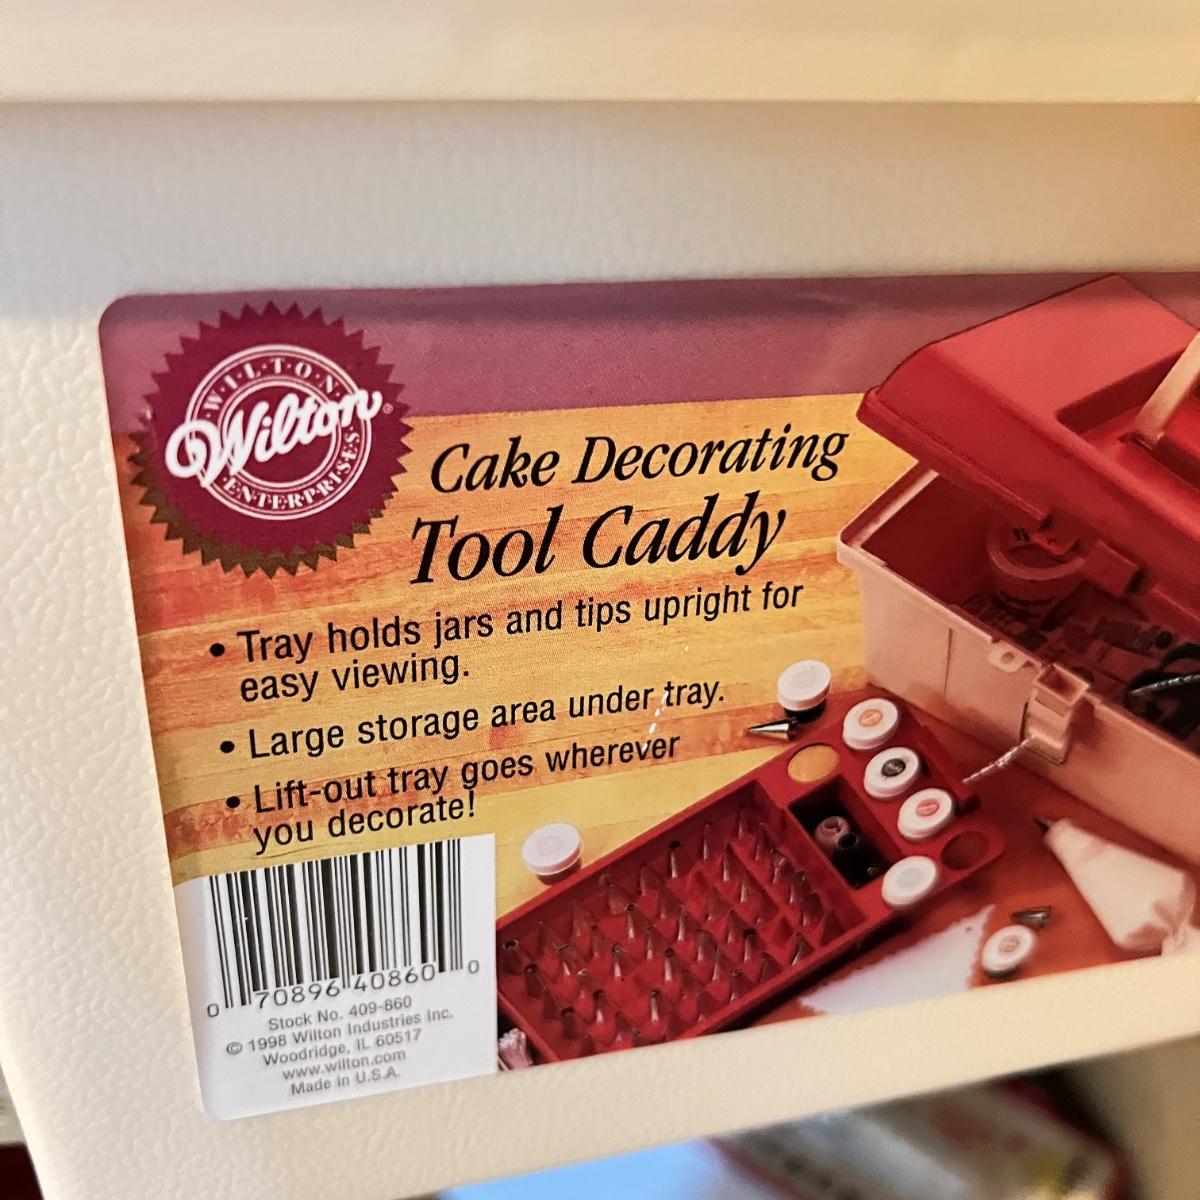 WILTON
Wilton®
ENTERPRISES
Cake Decorating
Tool Caddy
• Tray holds jars and tips upright for
easy viewing.
• Large storage area under tray.
• Lift-out tray goes wherever
you decorate!
0 70896 40860 0
Stock No. 409-860
© 1998 Wilton Industries Inc.
Woodridge, IL 60517
www.wilton.com
Made in U.S.A.